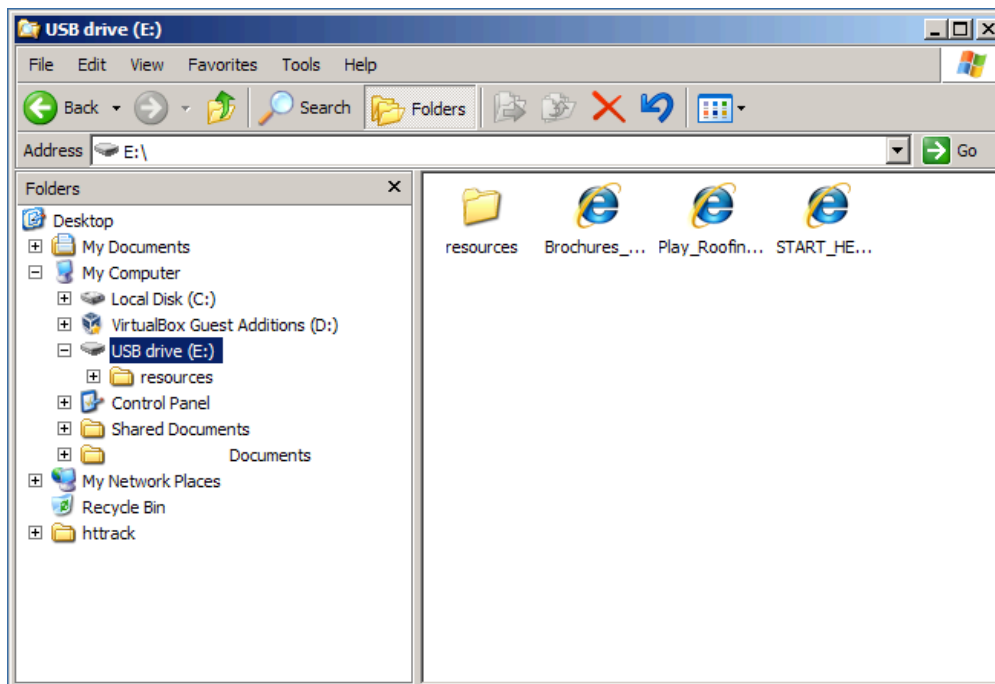 USB drive (E:)
File Edit View Favorites Tools Help
Back Search Folders
Address E:\ Go
Folders
Desktop
My Documents
My Computer
Local Disk (C:)
VirtualBox Guest Additions (D:)
USB drive (E:)
resources
Control Panel
Shared Documents
Documents
My Network Places
Recycle Bin
httrack
resources Brochures_... Play_Roofin... START_HE...